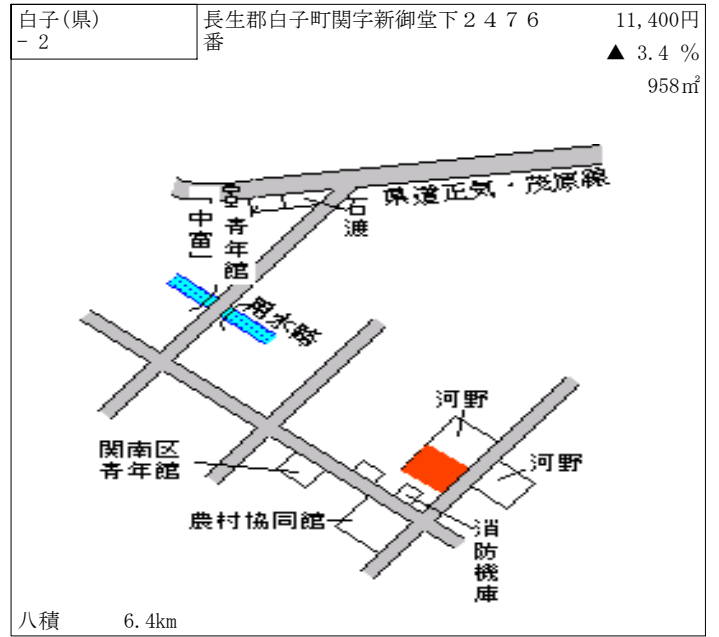 白子(県)
- 2
長生郡白子町関字新御堂下２４７６
番
11,400円
▲ 3.4 %
958㎡
県道正気・茂原線
石渡
青年館
「中富」
用水路
河野
河野
関南区
青年館
農村協同館
消防機庫
八積 6.4km